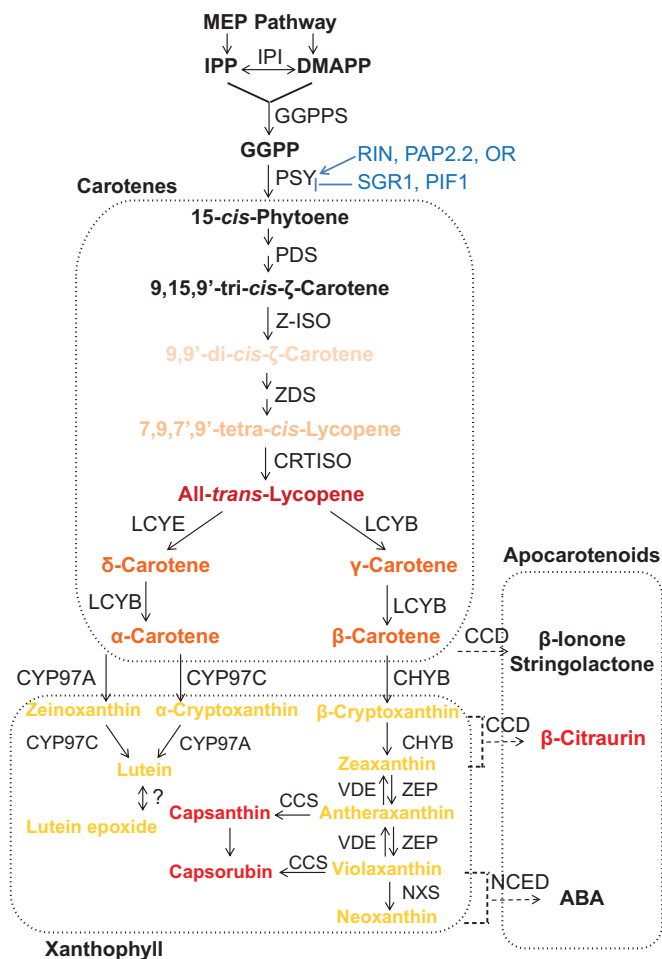 MEP Pathway
IPP IPI DMAPP
GGPPS
GGPP
RIN, PAP2.2, OR
PSY
SGR1, PIF1
Carotenes
15-cis-Phytoene
PDS
9,15,9'-tri-cis-ζ-Carotene
Z-ISO
9,9'-di-cis-ζ-Carotene
ZDS
7,9,7',9'-tetra-cis-Lycopene
CRTISO
All-trans-Lycopene
LCYE LCYB
δ-Carotene γ-Carotene
Apocarotenoids
LCYB LCYB
α-Carotene β-Carotene
CCD
β-Ionone
Stringolactone
CYP97A CYP97C CHYB
Zeinoxanthin α-Cryptoxanthin β-Cryptoxanthin
CCD
CYP97C CYP97A CHYB
β-Citraurin
Lutein Zeaxanthin
VDE ZEP
?
Lutein epoxide Capsanthin CCS Antheraxanthin
VDE ZEP
Capsorubin CCS Violaxanthin
NCED
NXS
ABA
Neoxanthin
Xanthophyll